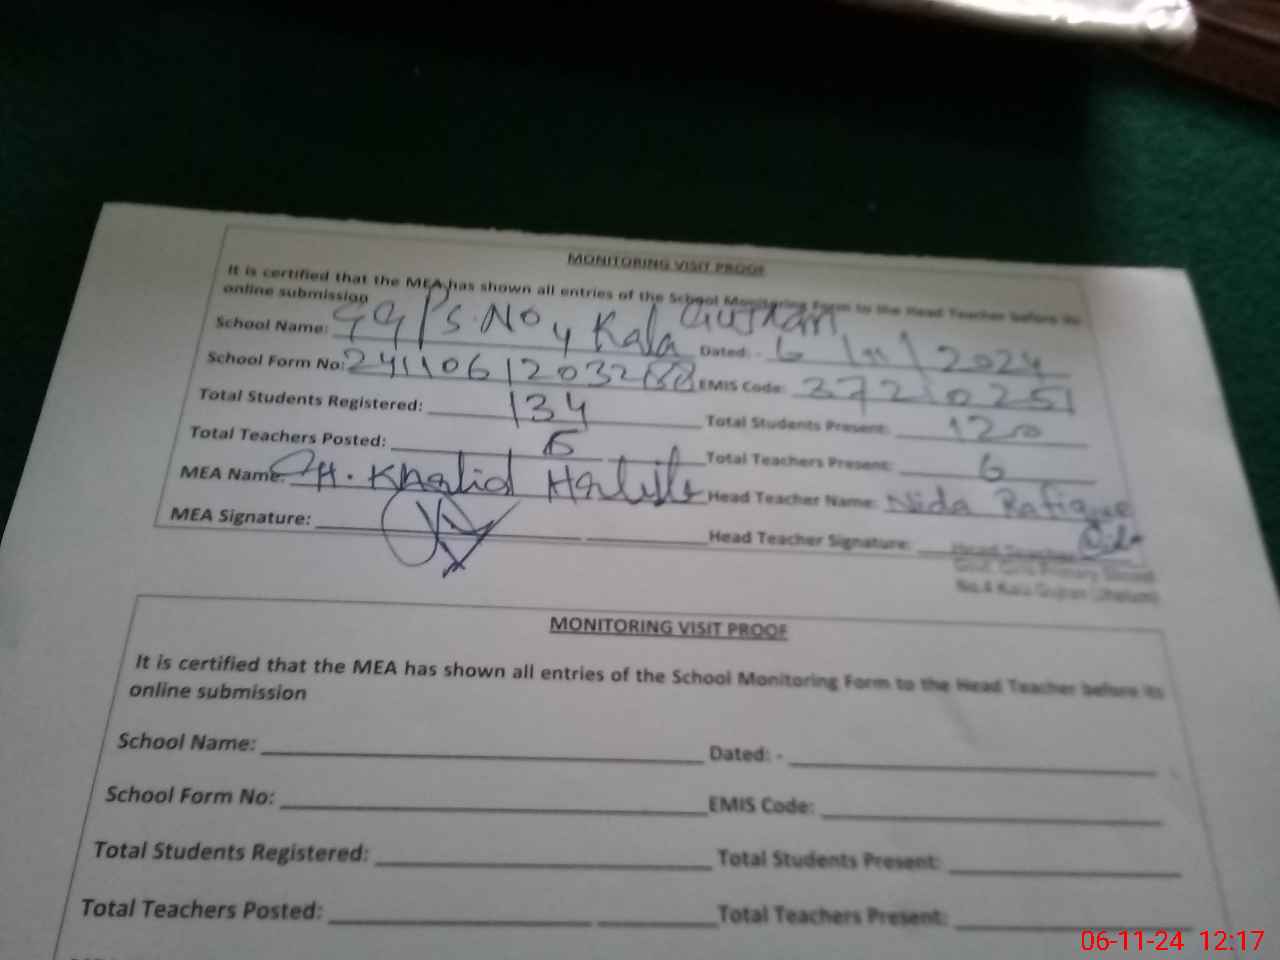 MONITORING VISIT PROOF
It is certified that the MEA has shown all entries of the School Monitoring Form to the Head Teacher before its
online submission
School Name: GGPS. No 4 Kala Gujran Dated: - 6/11/2024
School Form No: EMIS Code: 37210251
Total Students Registered: 134 Total Students Present: 120
Total Teachers Posted: 6 Total Teachers Present: 6
MEA Name: Khalid Head Teacher Name: Nida Rafique
MEA Signature: Head Teacher Signature: Nida
Head Teacher
Govt. Girls Primary School
No.4 Kala Gujran (Jhelum)
MONITORING VISIT PROOF
It is certified that the MEA has shown all entries of the School Monitoring Form to the Head Teacher before its
online submission
School Name: Dated: -
School Form No: EMIS Code:
Total Students Registered: Total Students Present:
Total Teachers Posted: Total Teachers Present:
06-11-24 12:17